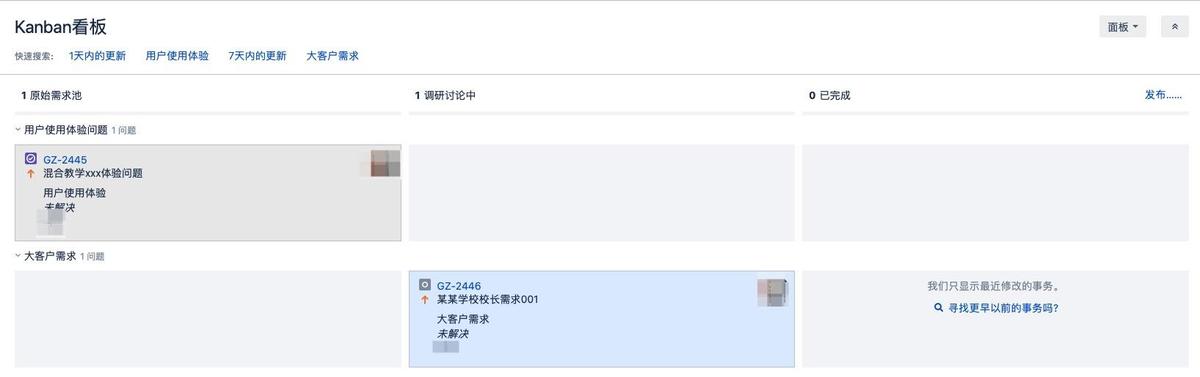 Kanban看板
面板
快速搜索: 1天内的更新 用户使用体验 7天内的更新 大客户需求
1 原始需求池 1 调研讨论中 0 已完成 发布......
用户使用体验问题 1 问题
GZ-2445
混合教学xxx体验问题
用户使用体验
未解决
大客户需求 1 问题
GZ-2446
某某学校校长需求001
大客户需求
未解决
我们只显示最近修改的事务。
寻找更早以前的事务吗?